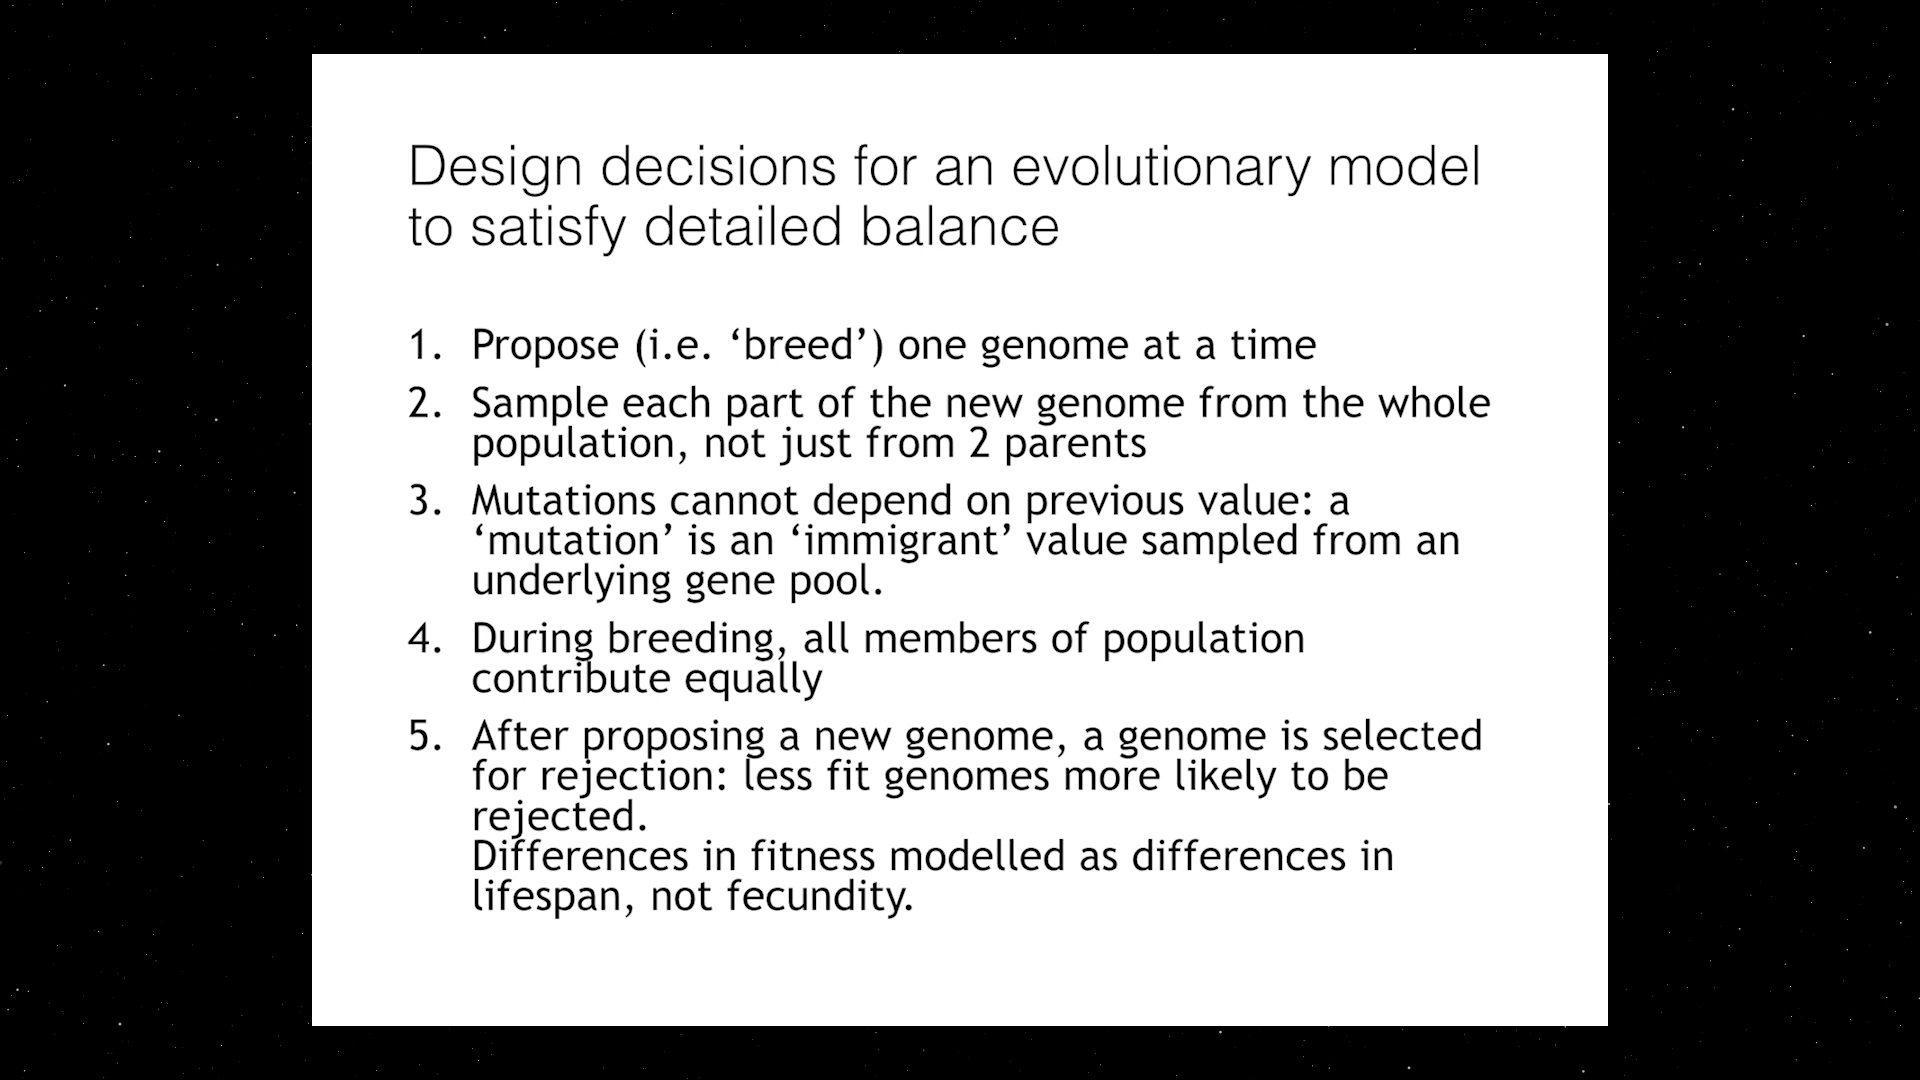 Design decisions for an evolutionary model
to satisfy detailed balance
1. Propose (i.e. ‘breed’) one genome at a time
2. Sample each part of the new genome from the whole
population, not just from 2 parents
3. Mutations cannot depend on previous value: a
‘mutation’ is an ‘immigrant’ value sampled from an
underlying gene pool.
4. During breeding, all members of population
contribute equally
5. After proposing a new genome, a genome is selected
for rejection: less fit genomes more likely to be
rejected.
Differences in fitness modelled as differences in
lifespan, not fecundity.